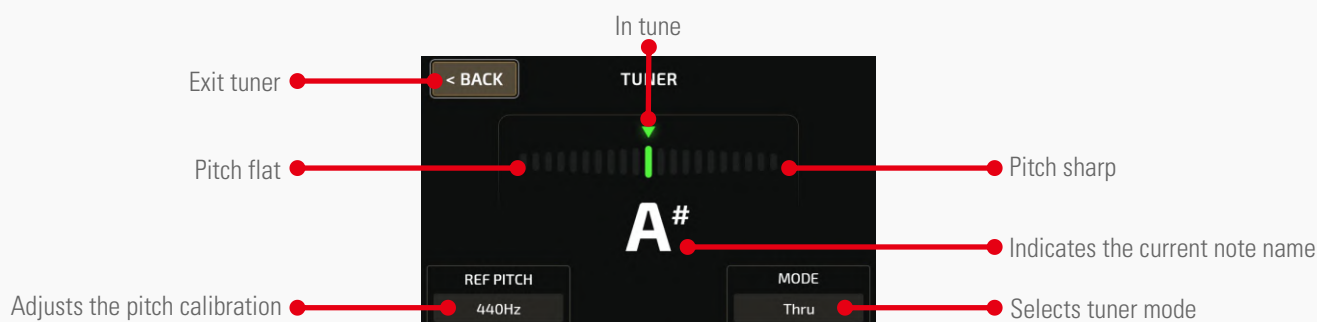 In tune
Exit tuner
< BACK
TUNER
Pitch flat
Pitch sharp
A#
Indicates the current note name
REF PITCH
MODE
Adjusts the pitch calibration
440Hz
Thru
Selects tuner mode